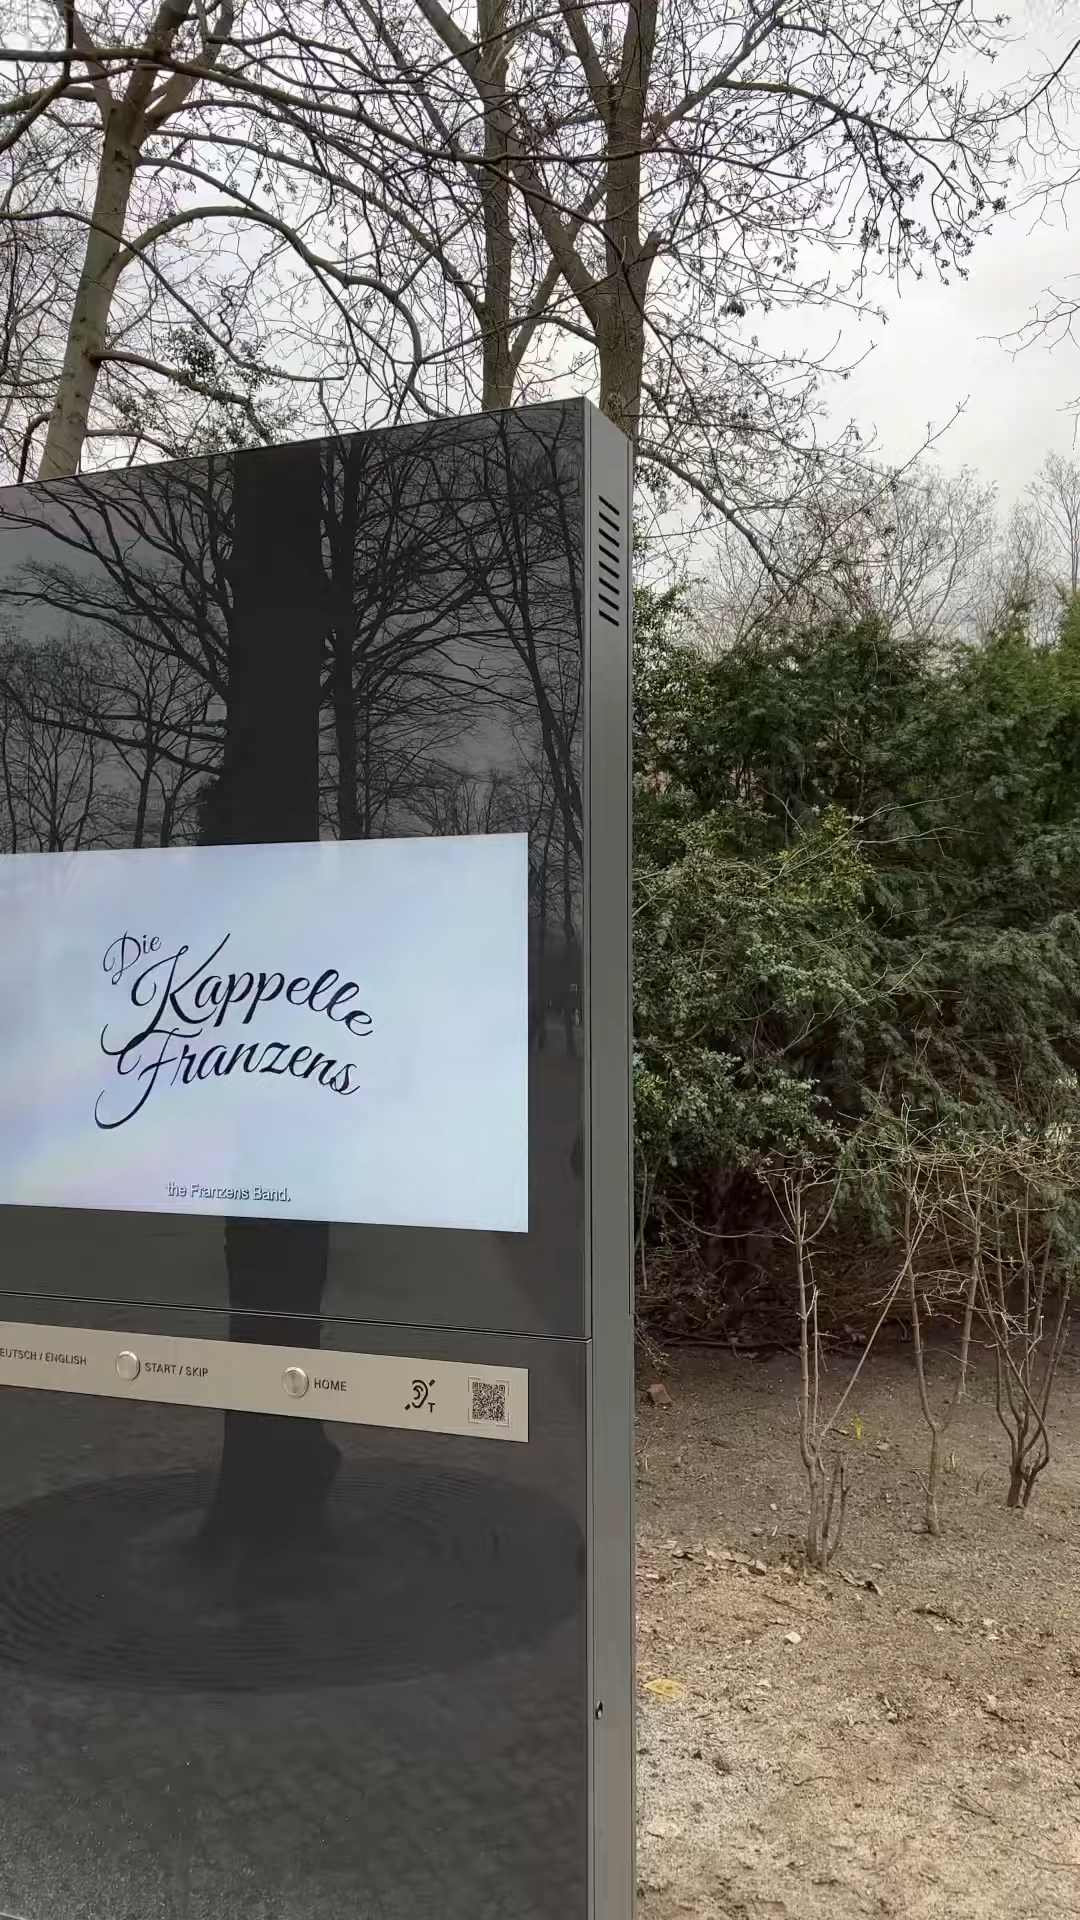 Die
Kappelle
Franzens
the Franzens Band.
EUTSCH / ENGLISH
START / SKIP
HOME
T